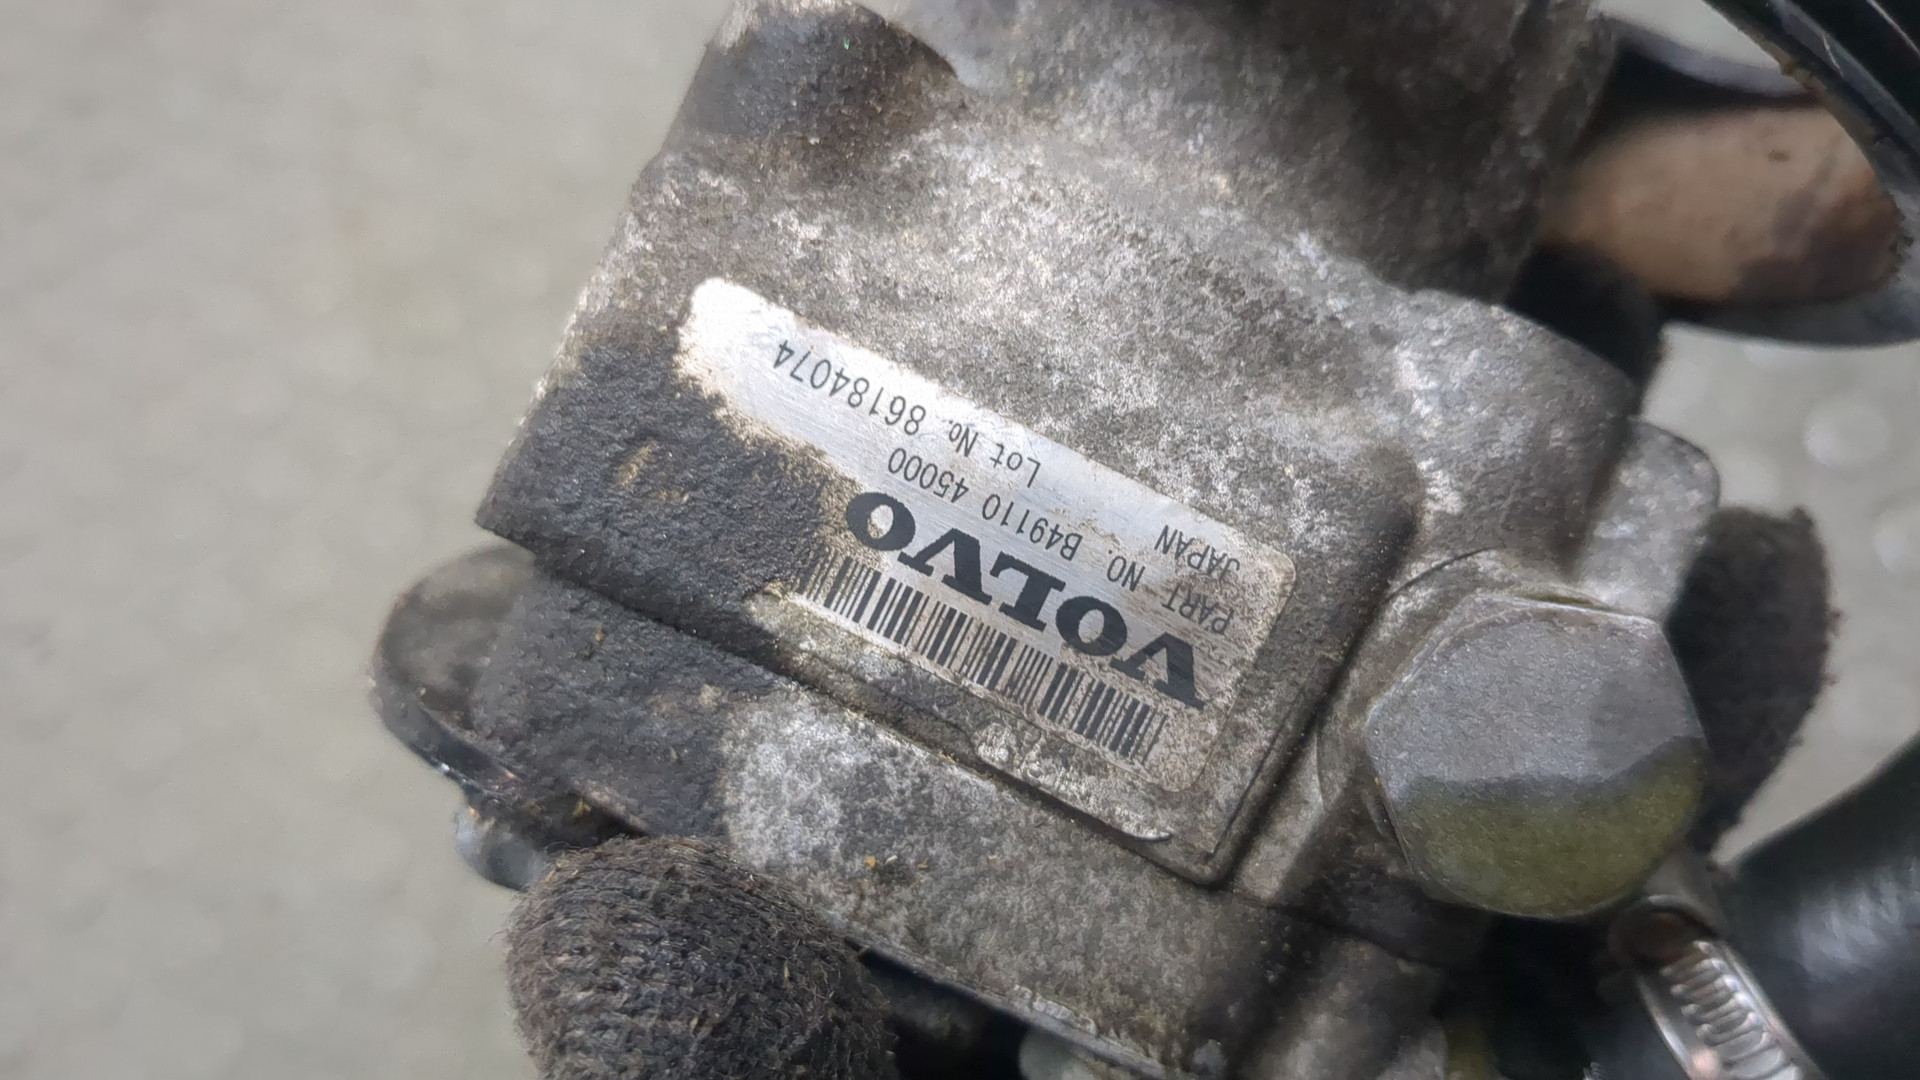 VOLVO
PART NO. B49110 45000
JAPAN Lot №. 86184074